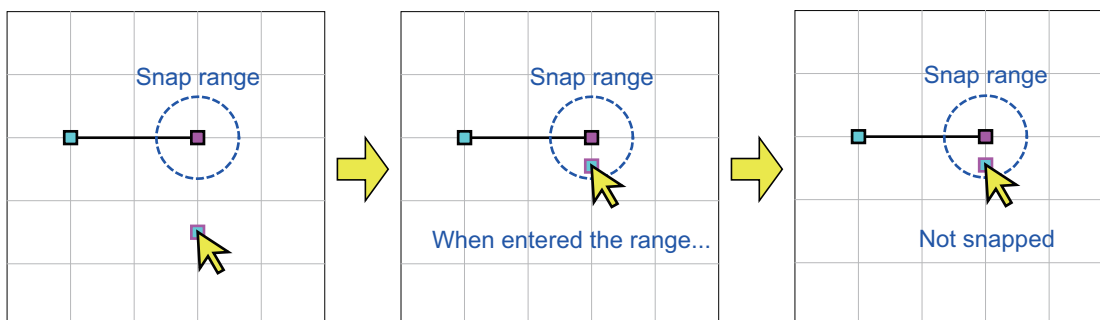 Snap range
Snap range
When entered the range...
Snap range
Not snapped